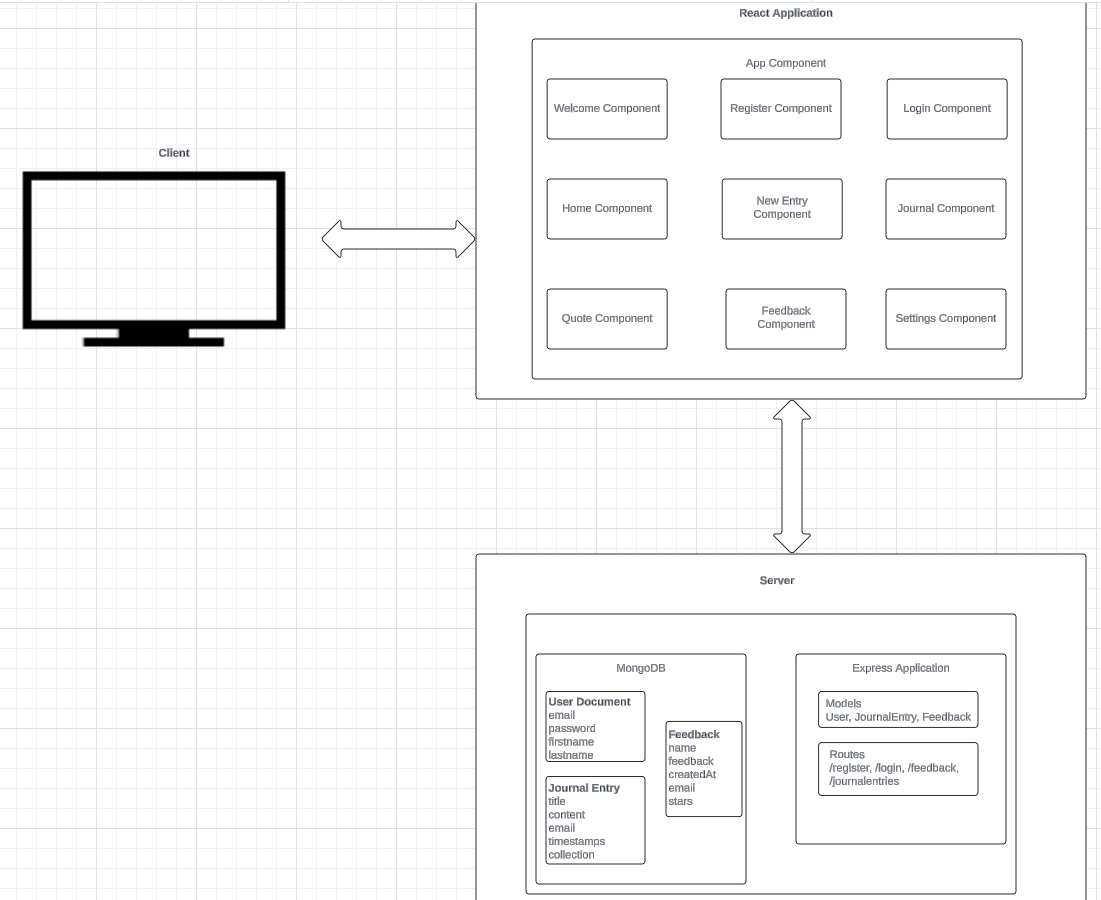 React Application
App Component
Welcome Component
Register Component
Login Component
Client
Home Component
New Entry
Component
Journal Component
Quote Component
Feedback
Component
Settings Component
Server
MongoDB
User Document
email
password
firstname
lastname
Feedback
name
feedback
createdAt
email
stars
Journal Entry
title
content
email
timestamps
collection
Express Application
Models
User, JournalEntry, Feedback
Routes
/register, /login, /feedback,
/journalentries